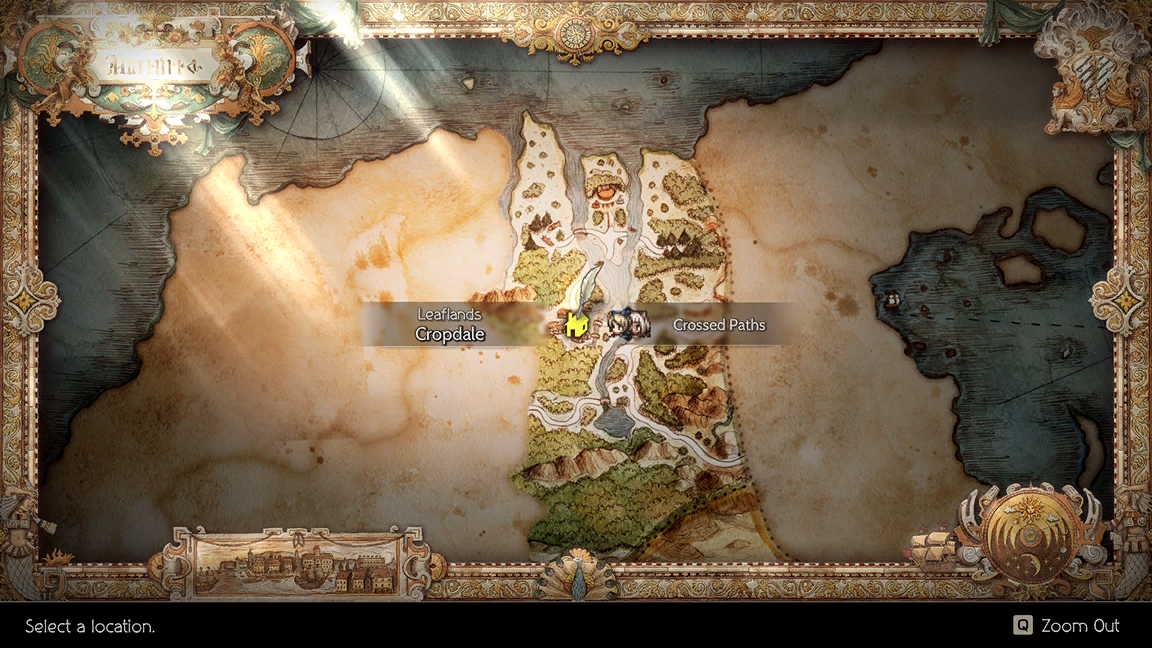 Leaflands
Cropdale
Crossed Paths
Select a location.
Q Zoom Out